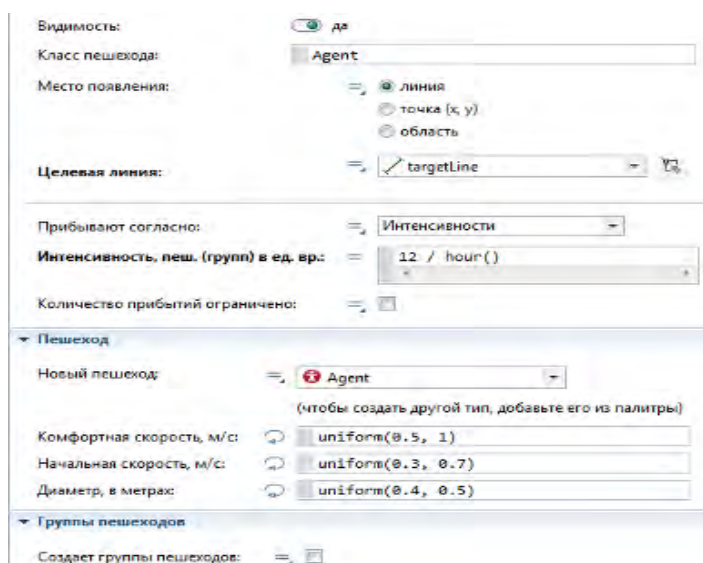 Видимость: да
Класс пешехода: Agent
Место появления: линия
точка (x, y)
область
Целевая линия: targetLine
Прибывают согласно: Интенсивности
Интенсивность, пеш. (групп) в ед. вр.: 12 / hour()
Количество прибытий ограничено:
Пешеход
Новый пешеход: Agent
(чтобы создать другой тип, добавьте его из палитры)
Комфортная скорость, м/с: uniform(0.5, 1)
Начальная скорость, м/с: uniform(0.3, 0.7)
Диаметр, в метрах: uniform(0.4, 0.5)
Группы пешеходов
Создает группы пешеходов: